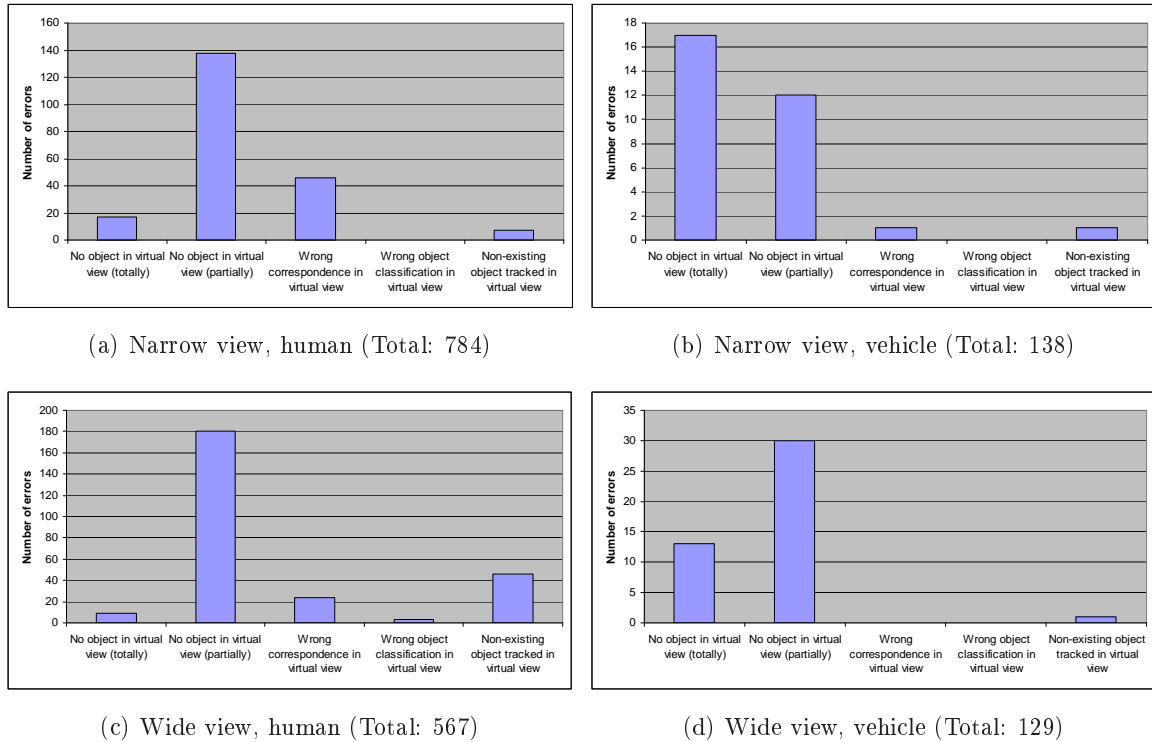 160
140
120
100
80
60
40
20
0
Number of errors
No object in virtual
view (totally)
No object in virtual
view (partially)
Wrong
correspondence in
virtual view
Wrong object
classification in
virtual view
Non-existing
object tracked in
virtual view
(a) Narrow view, human (Total: 784)
18
16
14
12
10
8
6
4
2
0
Number of errors
No object in virtual
view (totally)
No object in virtual
view (partially)
Wrong
correspondence in
virtual view
Wrong object
classification in
virtual view
Non-existing
object tracked in
virtual view
(b) Narrow view, vehicle (Total: 138)
200
180
160
140
120
100
80
60
40
20
0
Number of errors
No object in virtual
view (totally)
No object in virtual
view (partially)
Wrong
correspondence in
virtual view
Wrong object
classification in
virtual view
Non-existing
object tracked in
virtual view
(c) Wide view, human (Total: 567)
35
30
25
20
15
10
5
0
Number of errors
No object in virtual
view (totally)
No object in virtual
view (partially)
Wrong
correspondence in
virtual view
Wrong object
classification in
virtual view
Non-existing object
tracked in virtual
view
(d) Wide view, vehicle (Total: 129)